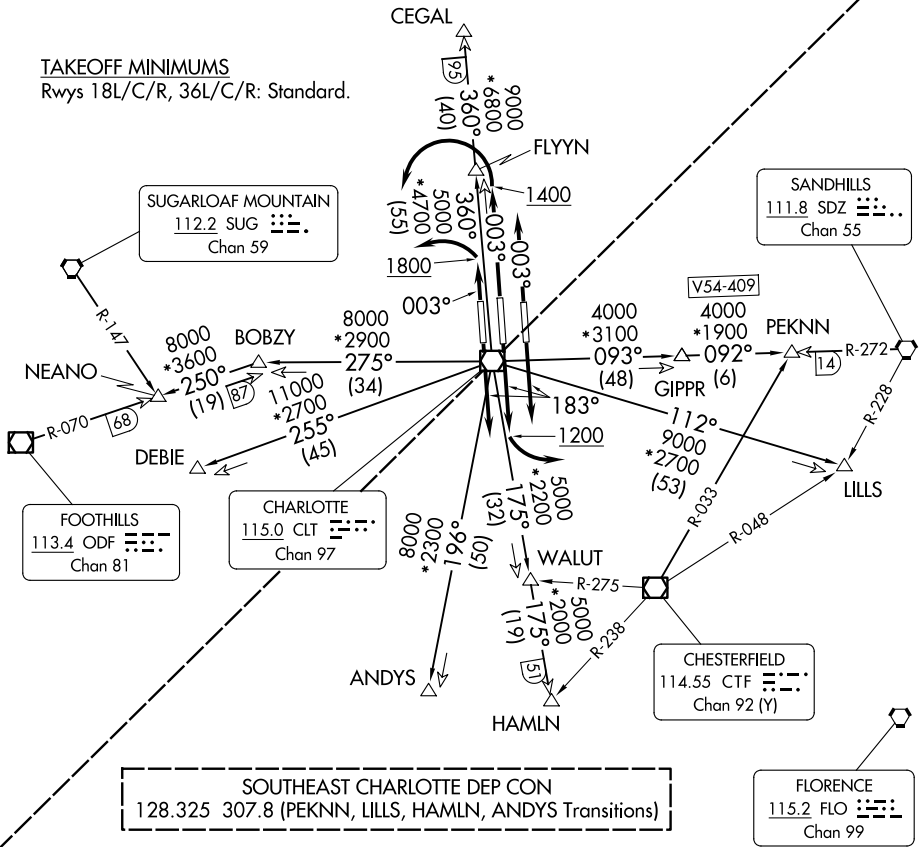 CEGAL
TAKEOFF MINIMUMS
Rwys 18L/C/R, 36L/C/R: Standard.
95
360°
(40)
9000
*6800
FLYYN
1400
360°
5000
*4700
(55)
003°
003°
1800
003°
SUGARLOAF MOUNTAIN
112.2 SUG
Chan 59
SANDHILLS
111.8 SDZ
Chan 55
R-147
V54-409
8000
*3600
250°
(19)
BOBZY
87
8000
*2900
275°
(34)
4000
*3100
093°
(48)
GIPPR
4000
*1900
092°
(6)
PEKNN
14
R-272
NEANO
R-070
68
11000
*2700
255°
(45)
DEBIE
183°
1200
112°
9000
*2700
(53)
R-228
LILLS
FOOTHILLS
113.4 ODF
Chan 81
CHARLOTTE
115.0 CLT
Chan 97
5000
*2200
175°
(32)
R-033
R-048
8000
*2300
196°
(50)
WALUT
R-275
5000
*2000
175°
(19)
51
R-238
ANDYS
HAMLN
CHESTERFIELD
114.55 CTF
Chan 92 (Y)
SOUTHEAST CHARLOTTE DEP CON
128.325 307.8 (PEKNN, LILLS, HAMLN, ANDYS Transitions)
FLORENCE
115.2 FLO
Chan 99